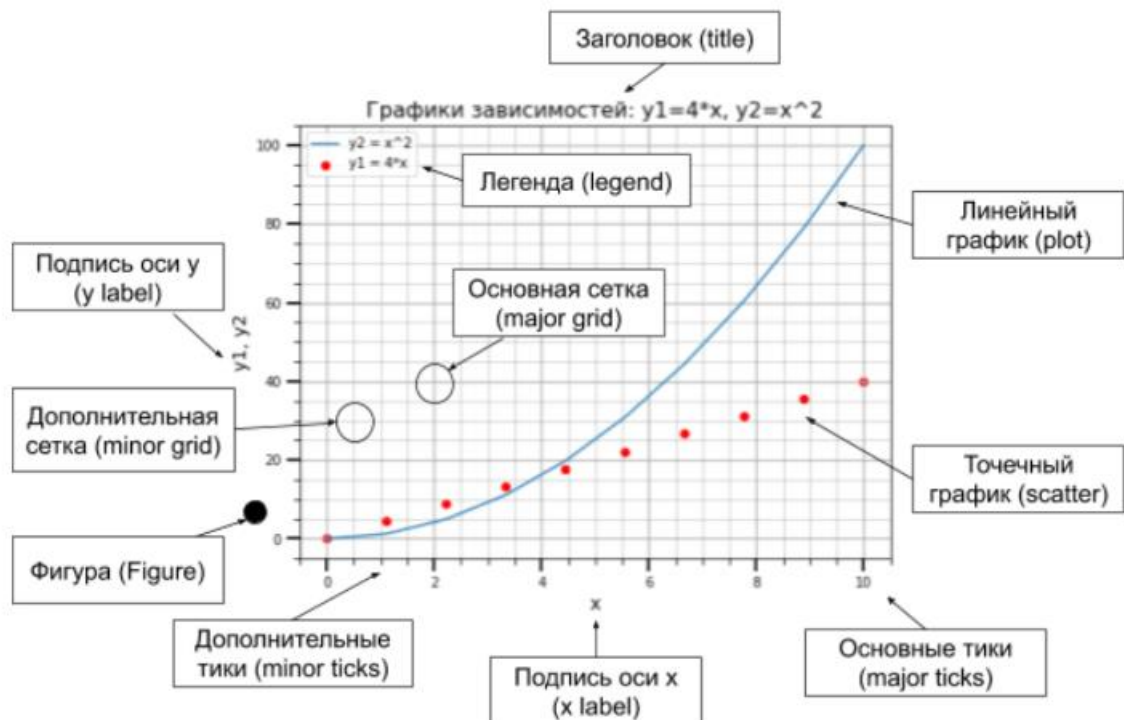 Заголовок (title)
Графики зависимостей: y1=4*x, y2=x^2
y2 = x^2
y1 = 4*x
Легенда (legend)
Линейный
график (plot)
Подпись оси y
(y label)
Основная сетка
(major grid)
y1, y2
Дополнительная
сетка (minor grid)
Точечный
график (scatter)
Фигура (Figure)
100
80
60
40
20
0
0 2 4 6 8 10
x
Дополнительные
тики (minor ticks)
Подпись оси x
(x label)
Основные тики
(major ticks)